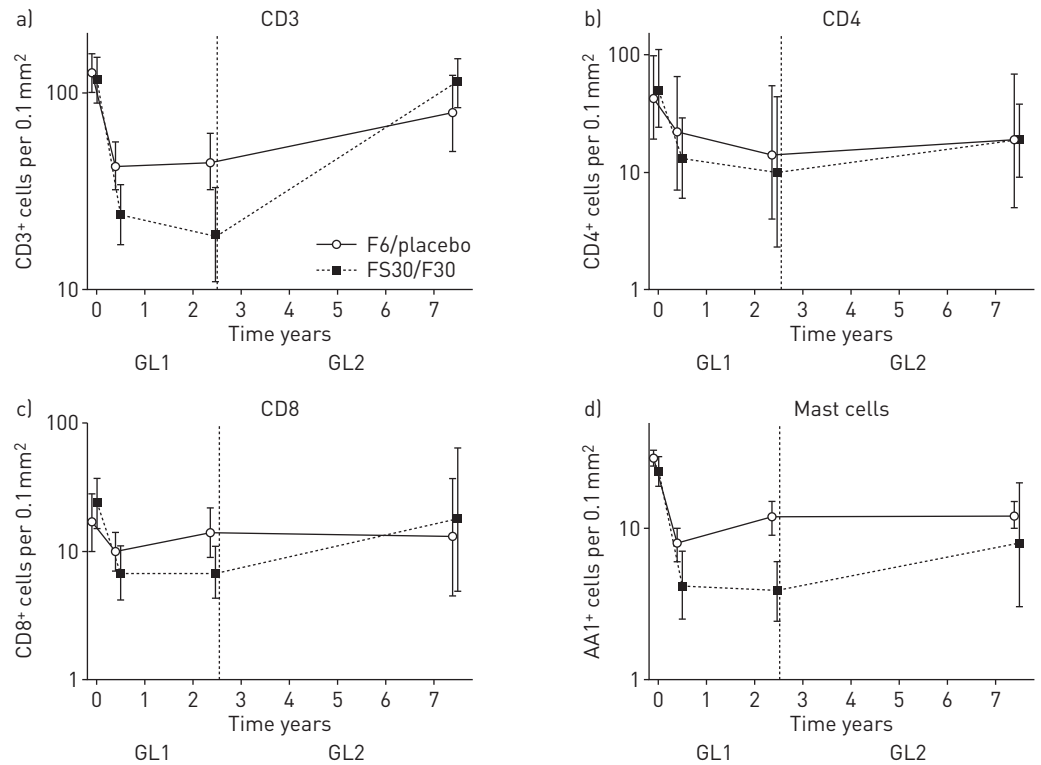 a) CD3
CD3⁺ cells per 0.1 mm²
100
10
F6/placebo
FS30/F30
0 1 2 3 4 5 6 7
Time years
GL1 GL2
b) CD4
CD4⁺ cells per 0.1 mm²
100
10
1
0 1 2 3 4 5 6 7
Time years
GL1 GL2
c) CD8
CD8⁺ cells per 0.1 mm²
100
10
1
0 1 2 3 4 5 6 7
Time years
GL1 GL2
d) Mast cells
AA1⁺ cells per 0.1 mm²
10
1
0 1 2 3 4 5 6 7
Time years
GL1 GL2